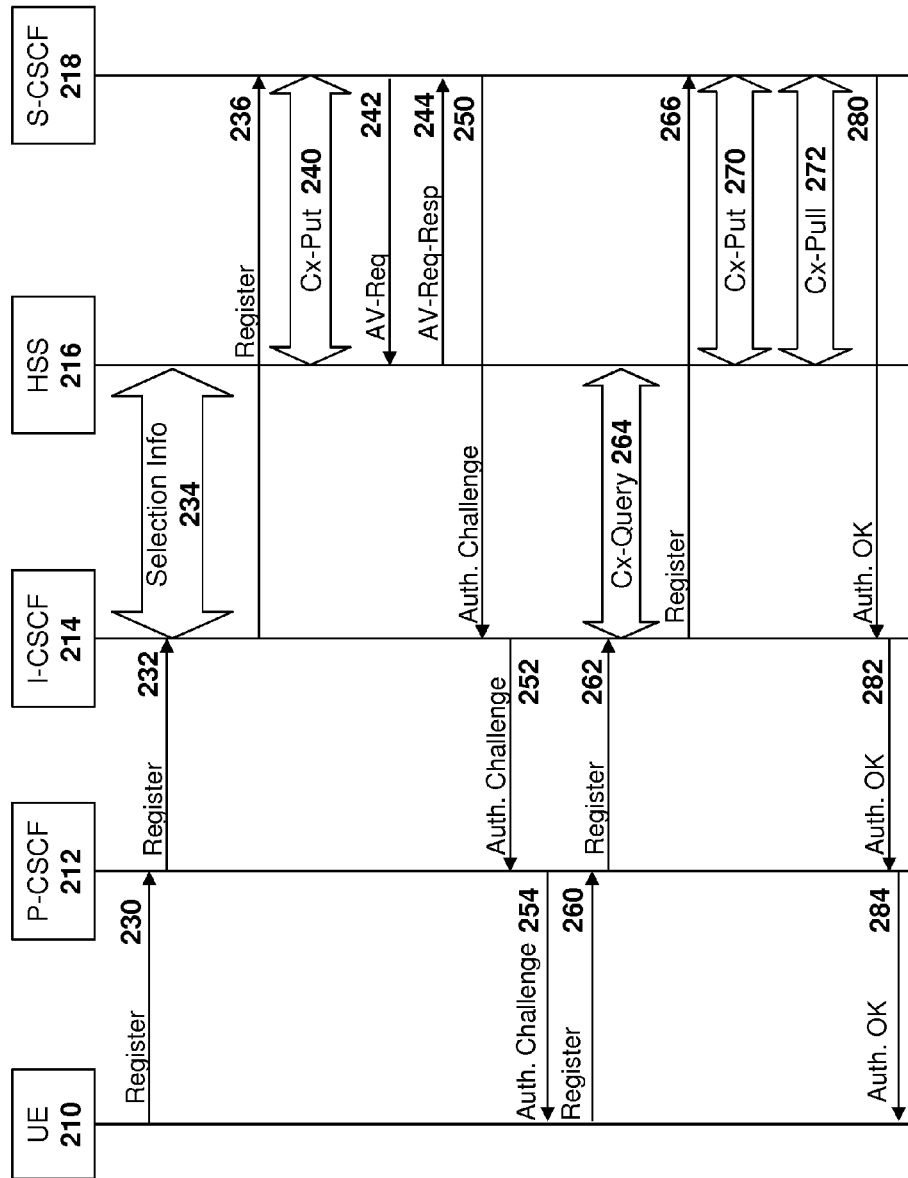 UE
210
P-CSCF
212
I-CSCF
214
HSS
216
S-CSCF
218
Register
230
Register
232
Selection Info
234
Register
236
Cx-Put 240
AV-Req
242
AV-Req-Resp
244
Auth. Challenge
250
Auth. Challenge
252
Auth. Challenge 254
Register
260
Register
262
Cx-Query 264
Register
266
Cx-Put 270
Cx-Pull 272
Auth. OK
280
Auth. OK
282
Auth. OK
284